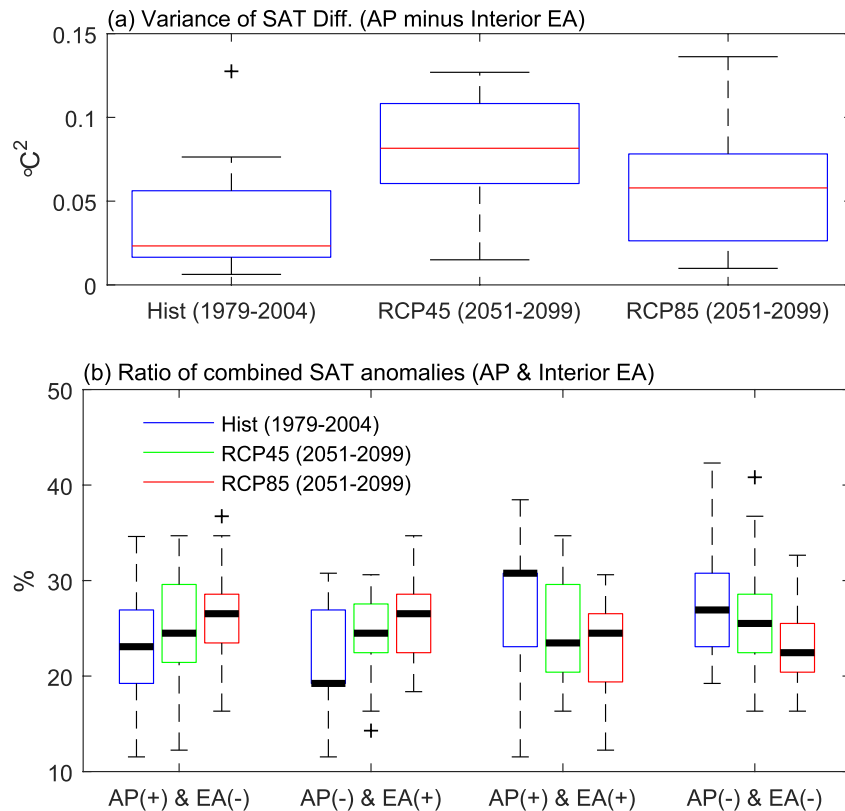 (a) Variance of SAT Diff. (AP minus Interior EA)
0.15
0.1
0.05
0
°C²
Hist (1979-2004) RCP45 (2051-2099) RCP85 (2051-2099)
(b) Ratio of combined SAT anomalies (AP & Interior EA)
50
40
30
20
10
%
Hist (1979-2004)
RCP45 (2051-2099)
RCP85 (2051-2099)
AP(+) & EA(-) AP(-) & EA(+) AP(+) & EA(+) AP(-) & EA(-)